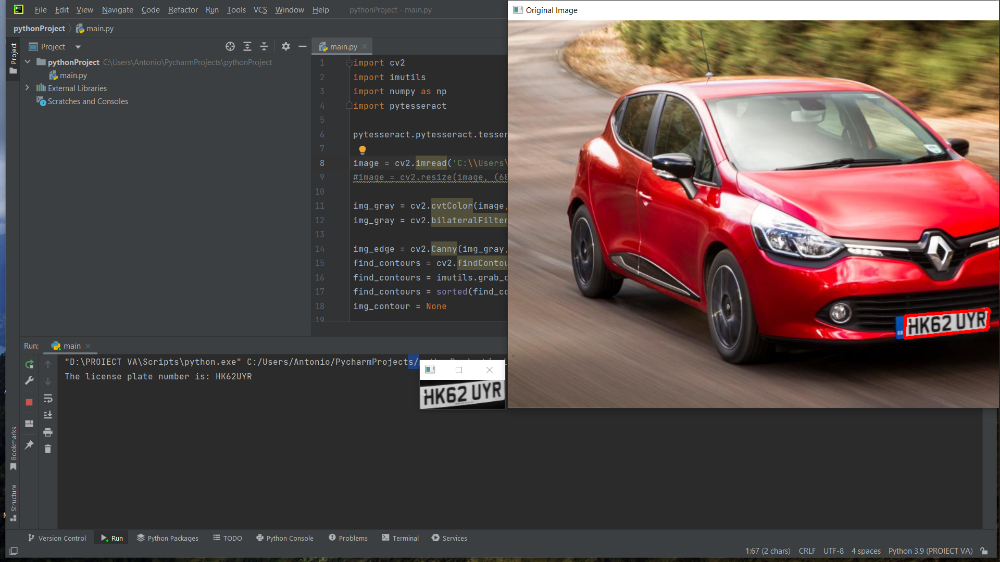 File Edit View Navigate Code Refactor Run Tools VCS Window Help pythonProject - main.py
pythonProject main.py
Project
Project
pythonProject C:\Users\Antonio\PycharmProjects\pythonProject
main.py
External Libraries
Scratches and Consoles
main.py
1 import cv2
2 import imutils
3 import numpy as np
4 import pytesseract
5
6 pytesseract.pytesseract.tesser
7
8 image = cv2.imread('C:\\Users\
9 #image = cv2.resize(image, (60
10
11 img_gray = cv2.cvtColor(image,
12 img_gray = cv2.bilateralFilter
13
14 img_edge = cv2.Canny(img_gray,
15 find_contours = cv2.findContou
16 find_contours = imutils.grab_c
17 find_contours = sorted(find_co
18 img_contour = None
19
Original Image
HK62 UYR
Run: main
"D:\PROIECT VA\Scripts\python.exe" C:/Users/Antonio/PycharmProjects/
The license plate number is: HK62UYR
HK62 UYR
Bookmarks
Structure
Version Control Run Python Packages TODO Python Console Problems Terminal Services
1:67 (2 chars) CRLF UTF-8 4 spaces Python 3.9 (PROIECT VA)